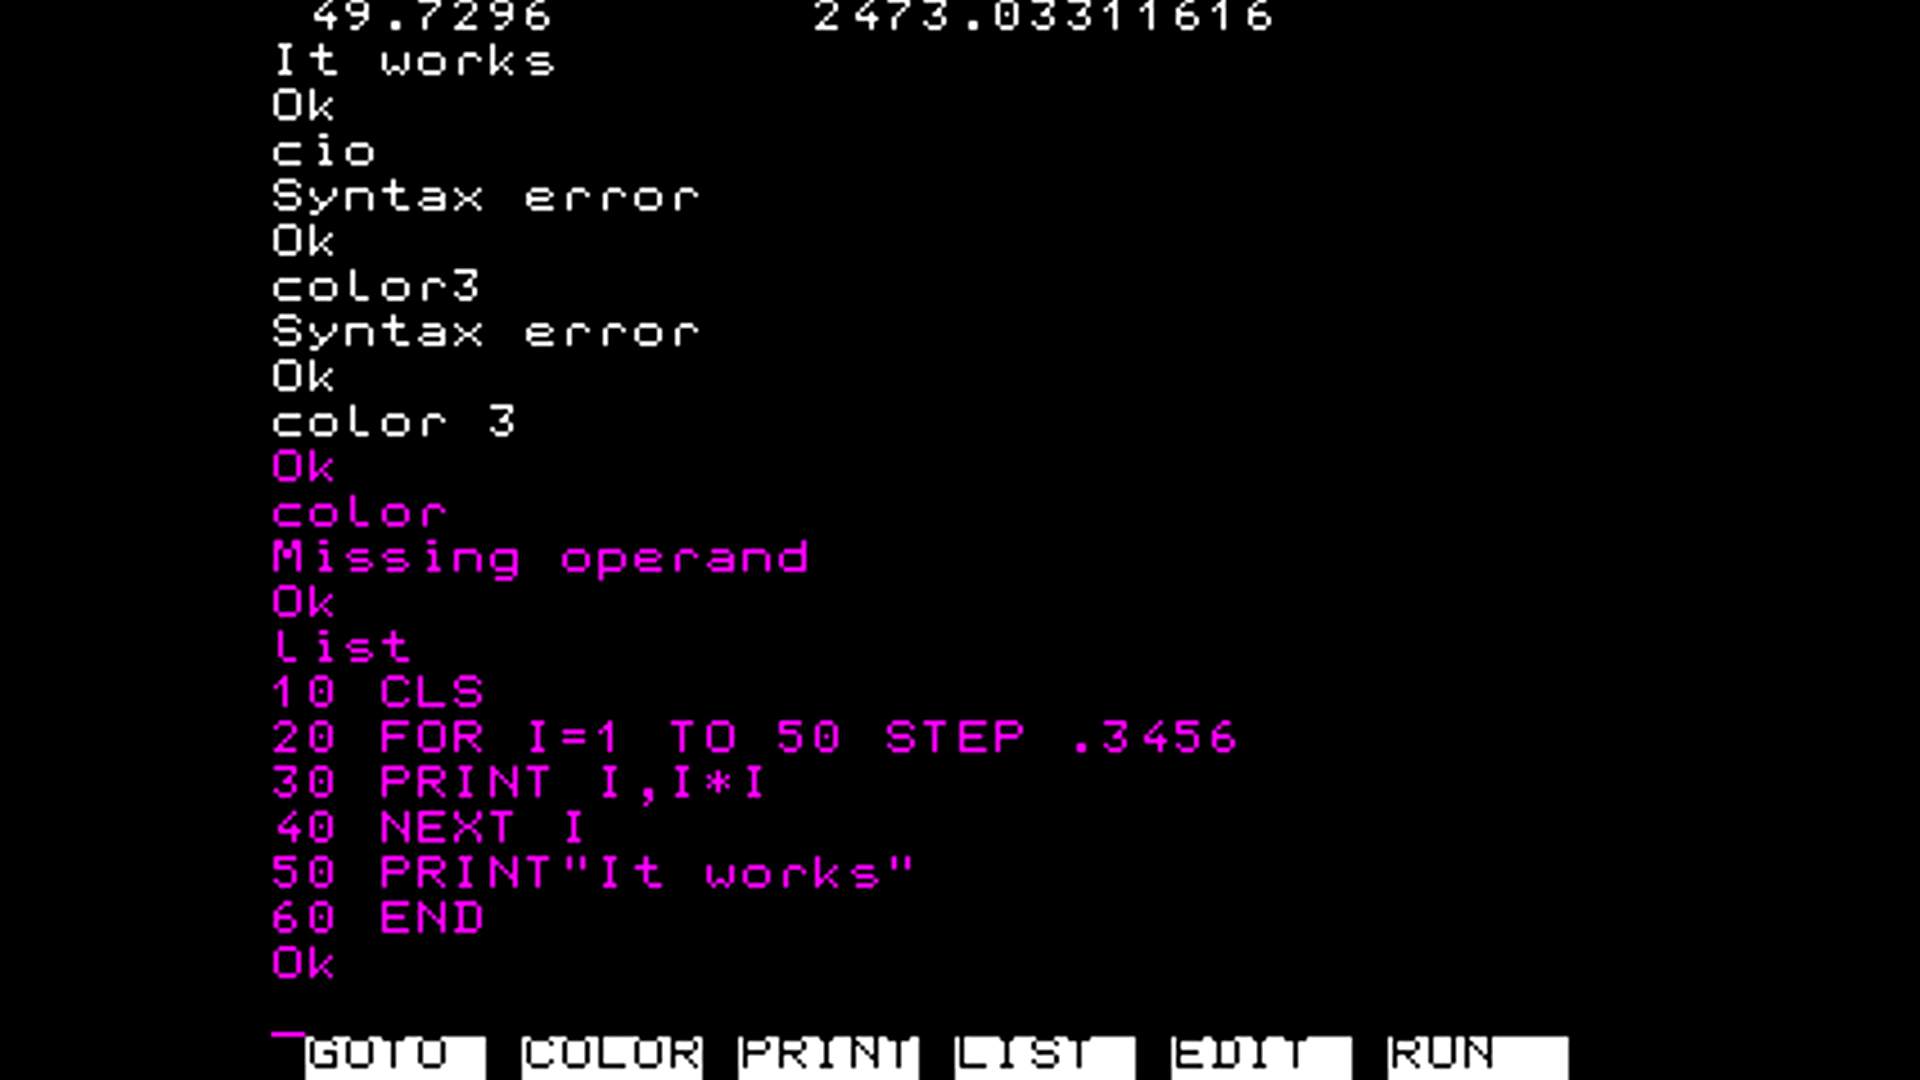 49.7296 2473.03311616
It works
Ok
cio
Syntax error
Ok
color3
Syntax error
Ok
color 3
Ok
color
Missing operand
Ok
list
10 CLS
20 FOR I=1 TO 50 STEP .3456
30 PRINT I,I*I
40 NEXT I
50 PRINT"It works"
60 END
Ok
_
GOTO COLOR PRINT LIST EDIT RUN